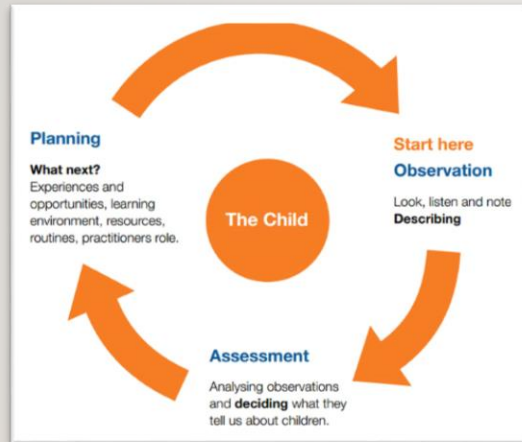 Planning
What next?
Experiences and
opportunities, learning
environment, resources,
routines, practitioners role.
The Child
Start here
Observation
Look, listen and note
Describing
Assessment
Analysing observations
and deciding what they
tell us about children.